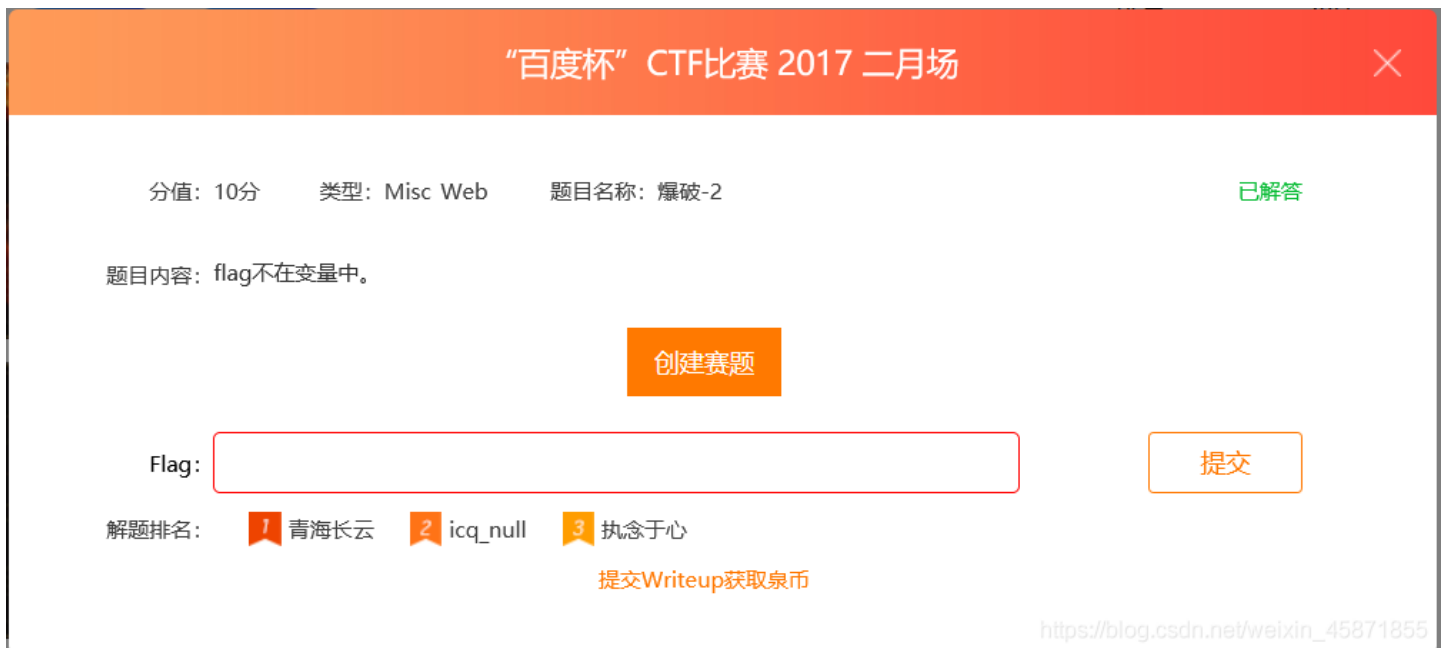 “百度杯”CTF比赛 2017 二月场
分值：10分 类型：Misc Web 题目名称：爆破-2 已解答
题目内容：flag不在变量中。
创建赛题
Flag： 提交
解题排名： 1 青海长云 2 icq_null 3 执念于心
提交Writeup获取泉币
https://blog.csdn.net/weixin_45871855